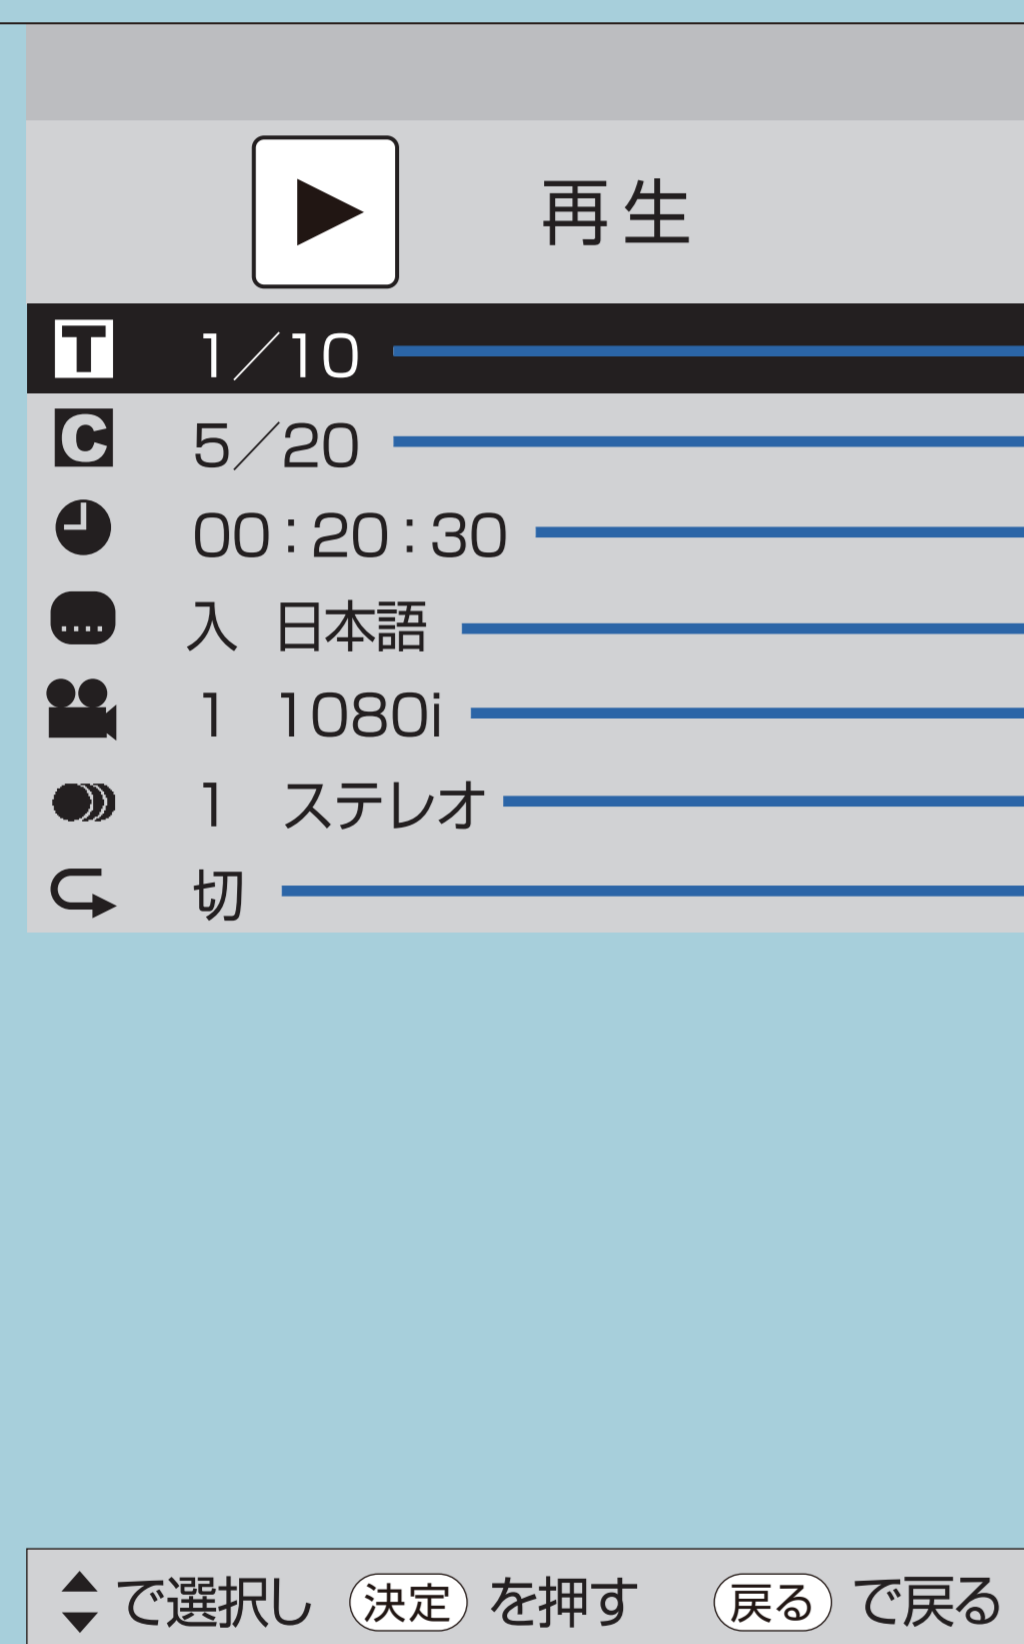 再生
T 1／10
C 5／20
00：20：30
入 日本語
1 1080i
1 ステレオ
切
で選択し 決定 を押す 戻る で戻る